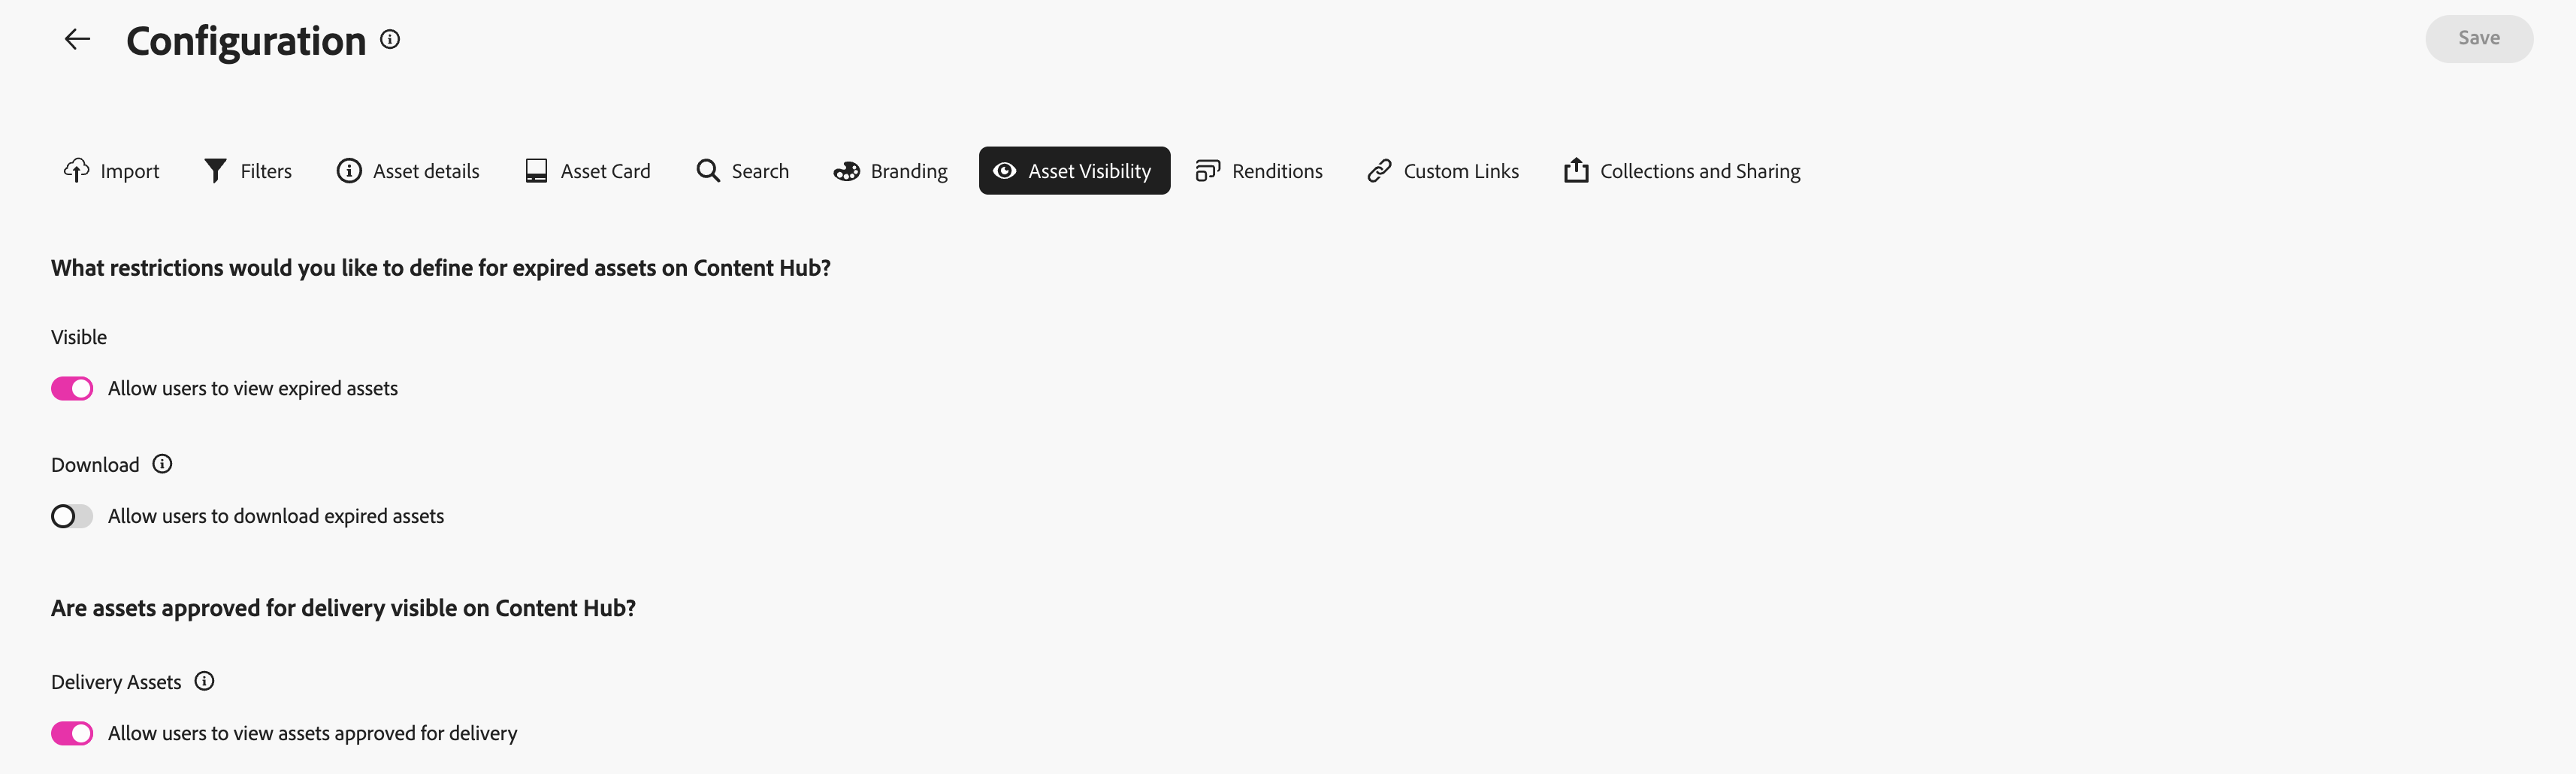 Configuration
Save
Import
Filters
Asset details
Asset Card
Search
Branding
Asset Visibility
Renditions
Custom Links
Collections and Sharing
What restrictions would you like to define for expired assets on Content Hub?
Visible
Allow users to view expired assets
Download
Allow users to download expired assets
Are assets approved for delivery visible on Content Hub?
Delivery Assets
Allow users to view assets approved for delivery